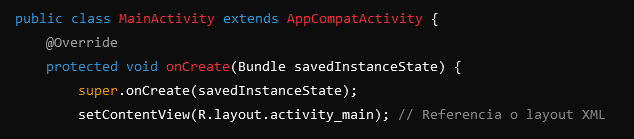 public class MainActivity extends AppCompatActivity {
    @Override
    protected void onCreate(Bundle savedInstanceState) {
        super.onCreate(savedInstanceState);
        setContentView(R.layout.activity_main); // Referencia o layout XML